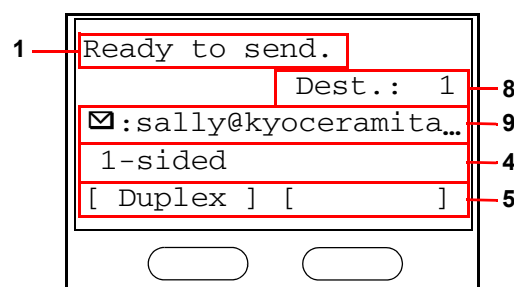 1 Ready to send.
Dest.: 1 8
:sally@kyoceramita... 9
1-sided 4
[ Duplex ] [ ] 5